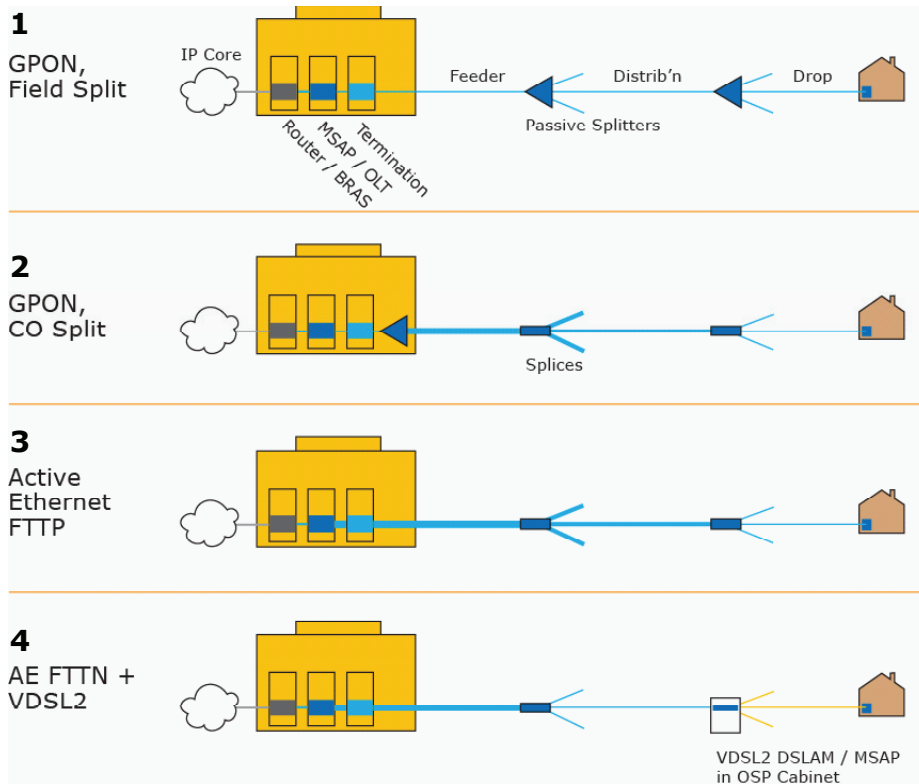 1
GPON,
Field Split
IP Core
Feeder
Distrib'n
Drop
Passive Splitters
Router / BRAS
MSAP / OLT
Termination
2
GPON,
CO Split
Splices
3
Active
Ethernet
FTTP
4
AE FTTN +
VDSL2
VDSL2 DSLAM / MSAP
in OSP Cabinet